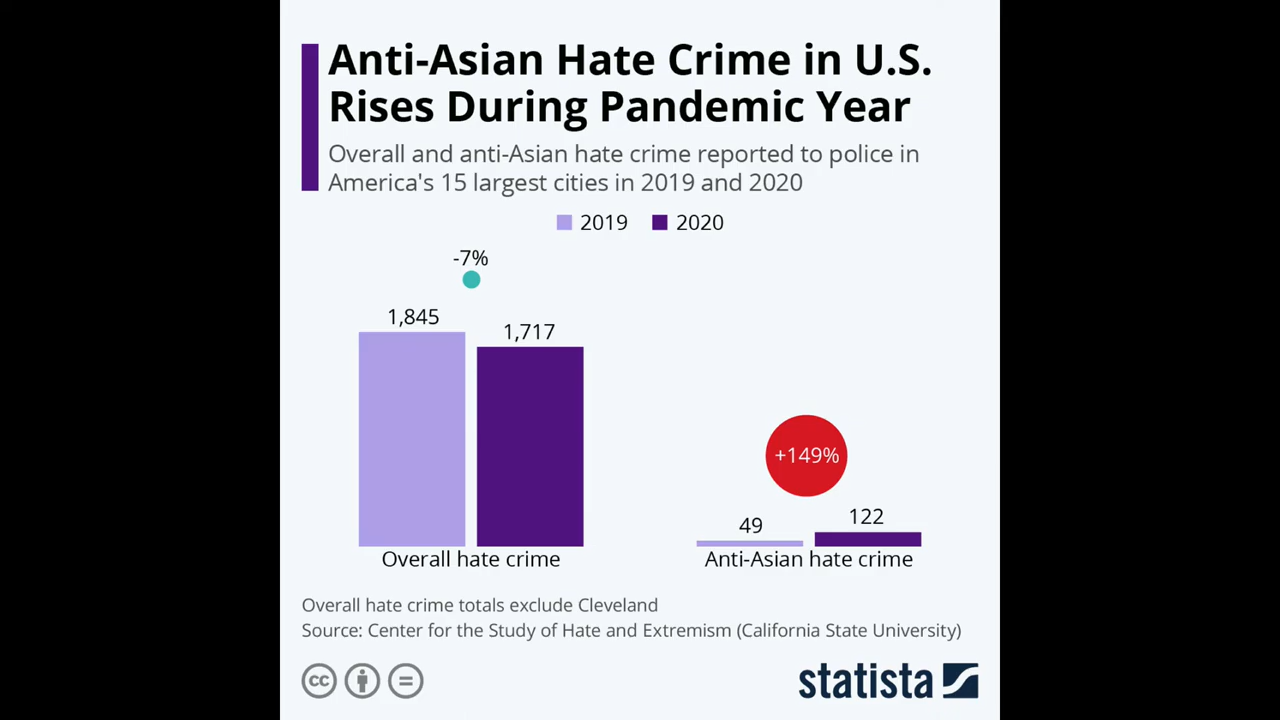 Anti-Asian Hate Crime in U.S.
Rises During Pandemic Year
Overall and anti-Asian hate crime reported to police in
America's 15 largest cities in 2019 and 2020
2019 2020
-7%
1,845
1,717
+149%
49
122
Overall hate crime
Anti-Asian hate crime
Overall hate crime totals exclude Cleveland
Source: Center for the Study of Hate and Extremism (California State University)
cc
=
statista